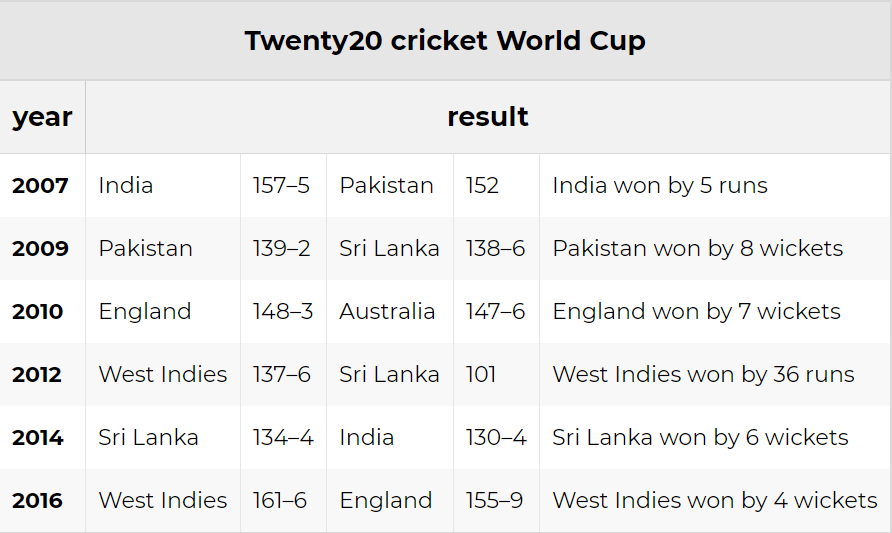 Twenty20 cricket World Cup
year result
2007 India 157–5 Pakistan 152 India won by 5 runs
2009 Pakistan 139–2 Sri Lanka 138–6 Pakistan won by 8 wickets
2010 England 148–3 Australia 147–6 England won by 7 wickets
2012 West Indies 137–6 Sri Lanka 101 West Indies won by 36 runs
2014 Sri Lanka 134–4 India 130–4 Sri Lanka won by 6 wickets
2016 West Indies 161–6 England 155–9 West Indies won by 4 wickets